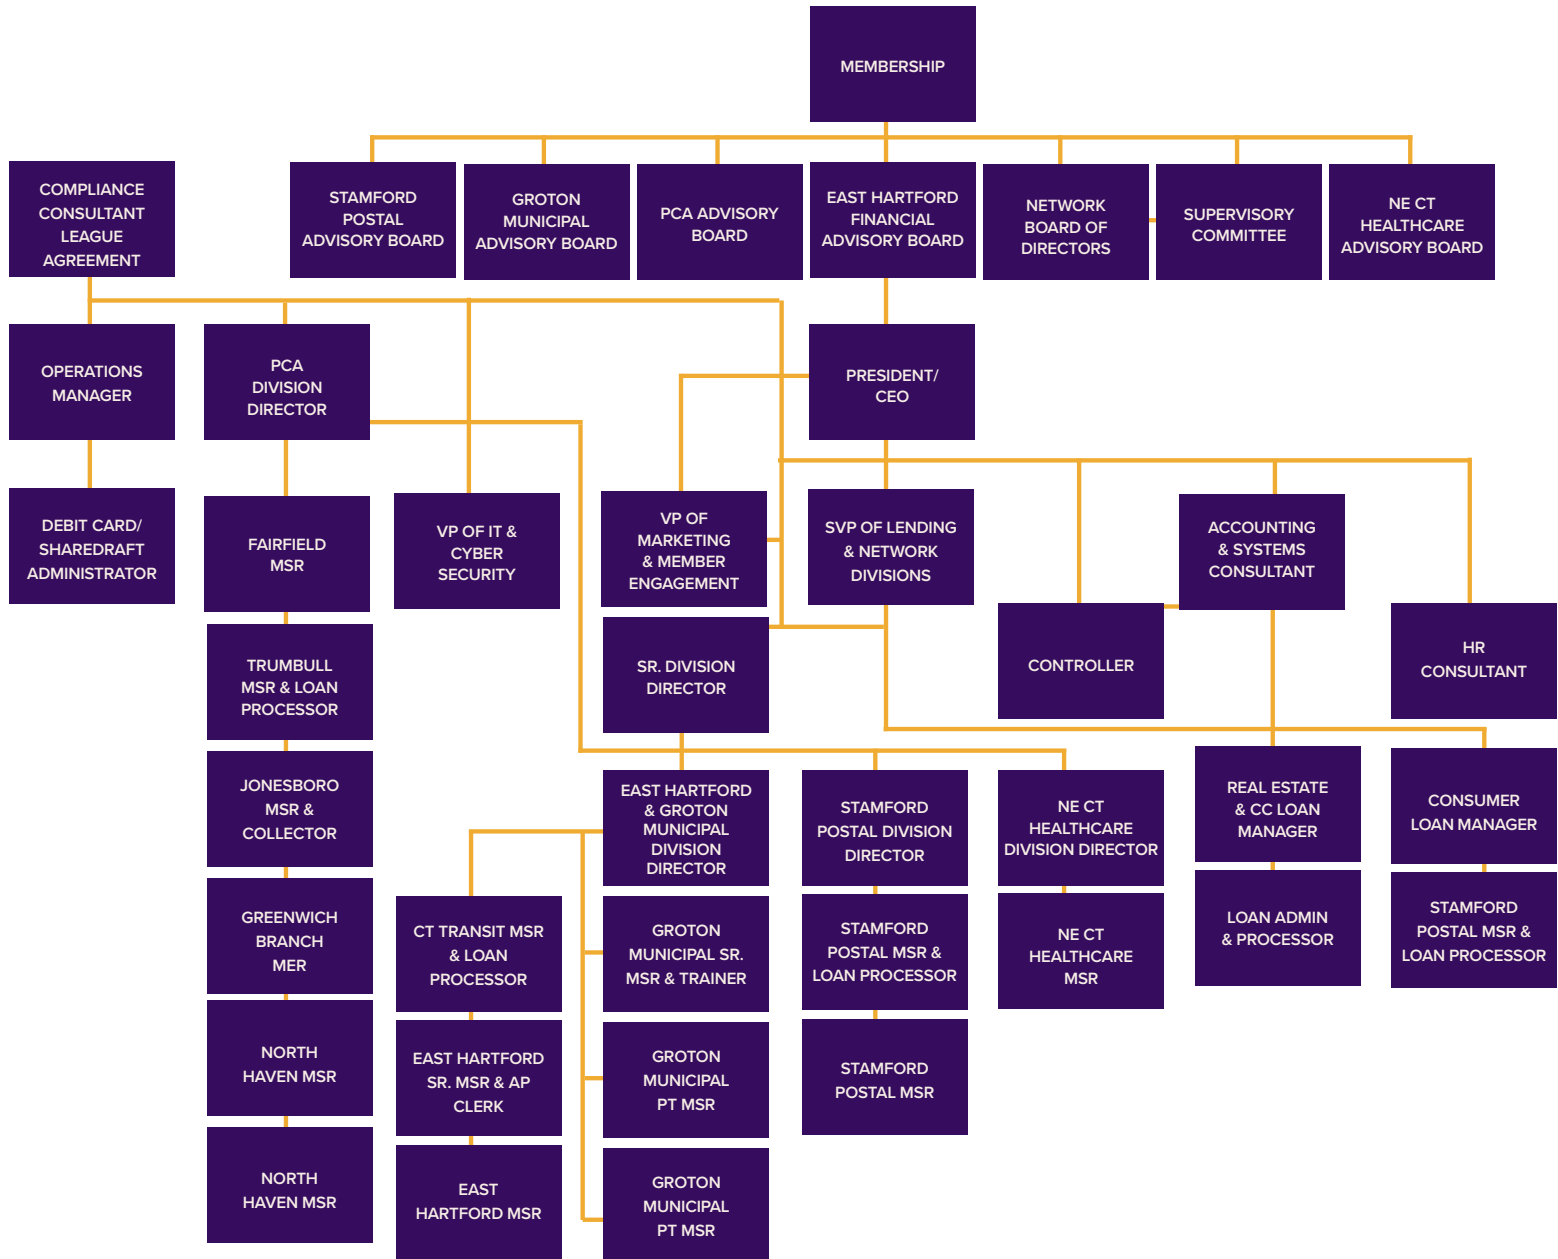 MEMBERSHIP
COMPLIANCE
CONSULTANT
LEAGUE
AGREEMENT
STAMFORD
POSTAL
ADVISORY BOARD
GROTON
MUNICIPAL
ADVISORY BOARD
PCA ADVISORY
BOARD
EAST HARTFORD
FINANCIAL
ADVISORY BOARD
NETWORK
BOARD OF
DIRECTORS
SUPERVISORY
COMMITTEE
NE CT
HEALTHCARE
ADVISORY BOARD
OPERATIONS
MANAGER
PCA
DIVISION
DIRECTOR
PRESIDENT/
CEO
DEBIT CARD/
SHAREDRAFT
ADMINISTRATOR
FAIRFIELD
MSR
VP OF IT &
CYBER
SECURITY
VP OF
MARKETING
& MEMBER
ENGAGEMENT
SVP OF LENDING
& NETWORK
DIVISIONS
ACCOUNTING
& SYSTEMS
CONSULTANT
TRUMBULL
MSR & LOAN
PROCESSOR
SR. DIVISION
DIRECTOR
CONTROLLER
HR
CONSULTANT
JONESBORO
MSR &
COLLECTOR
EAST HARTFORD
& GROTON
MUNICIPAL
DIVISION
DIRECTOR
STAMFORD
POSTAL DIVISION
DIRECTOR
NE CT
HEALTHCARE
DIVISION DIRECTOR
REAL ESTATE
& CC LOAN
MANAGER
CONSUMER
LOAN MANAGER
GREENWICH
BRANCH
MER
CT TRANSIT MSR
& LOAN
PROCESSOR
GROTON
MUNICIPAL SR.
MSR & TRAINER
STAMFORD
POSTAL MSR &
LOAN PROCESSOR
NE CT
HEALTHCARE
MSR
LOAN ADMIN
& PROCESSOR
STAMFORD
POSTAL MSR &
LOAN PROCESSOR
NORTH
HAVEN MSR
EAST HARTFORD
SR. MSR & AP
CLERK
GROTON
MUNICIPAL
PT MSR
STAMFORD
POSTAL MSR
NORTH
HAVEN MSR
EAST
HARTFORD MSR
GROTON
MUNICIPAL
PT MSR